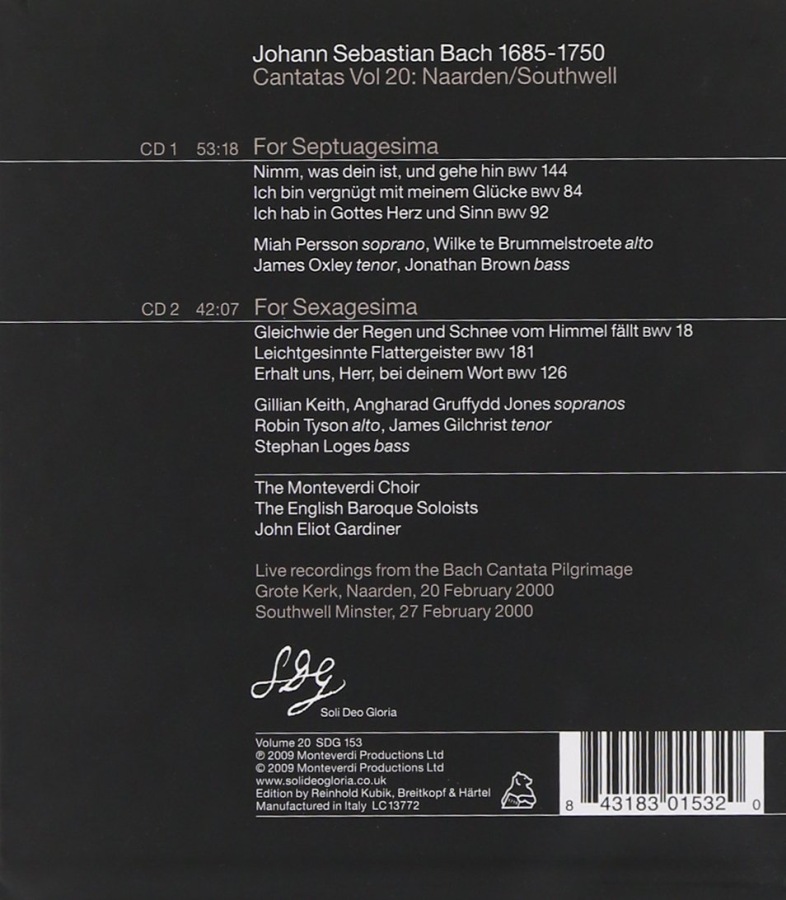 Johann Sebastian Bach 1685-1750
Cantatas Vol 20: Naarden/Southwell
CD 1 53:18 For Septuagesima
Nimm, was dein ist, und gehe hin BWV 144
Ich bin vergnügt mit meinem Glücke BWV 84
Ich hab in Gottes Herz und Sinn BWV 92
Miah Persson soprano, Wilke te Brummelstroete alto
James Oxley tenor, Jonathan Brown bass
CD 2 42:07 For Sexagesima
Gleichwie der Regen und Schnee vom Himmel fällt BWV 18
Leichtgesinnte Flattergeister BWV 181
Erhalt uns, Herr, bei deinem Wort BWV 126
Gillian Keith, Angharad Gruffydd Jones sopranos
Robin Tyson alto, James Gilchrist tenor
Stephan Loges bass
The Monteverdi Choir
The English Baroque Soloists
John Eliot Gardiner
Live recordings from the Bach Cantata Pilgrimage
Grote Kerk, Naarden, 20 February 2000
Southwell Minster, 27 February 2000
SDG
Soli Deo Gloria
Volume 20 SDG 153
℗ 2009 Monteverdi Productions Ltd
© 2009 Monteverdi Productions Ltd
www.solideogloria.co.uk
Edition by Reinhold Kubik, Breitkopf & Härtel
Manufactured in Italy LC13772
8 43183 01532 0